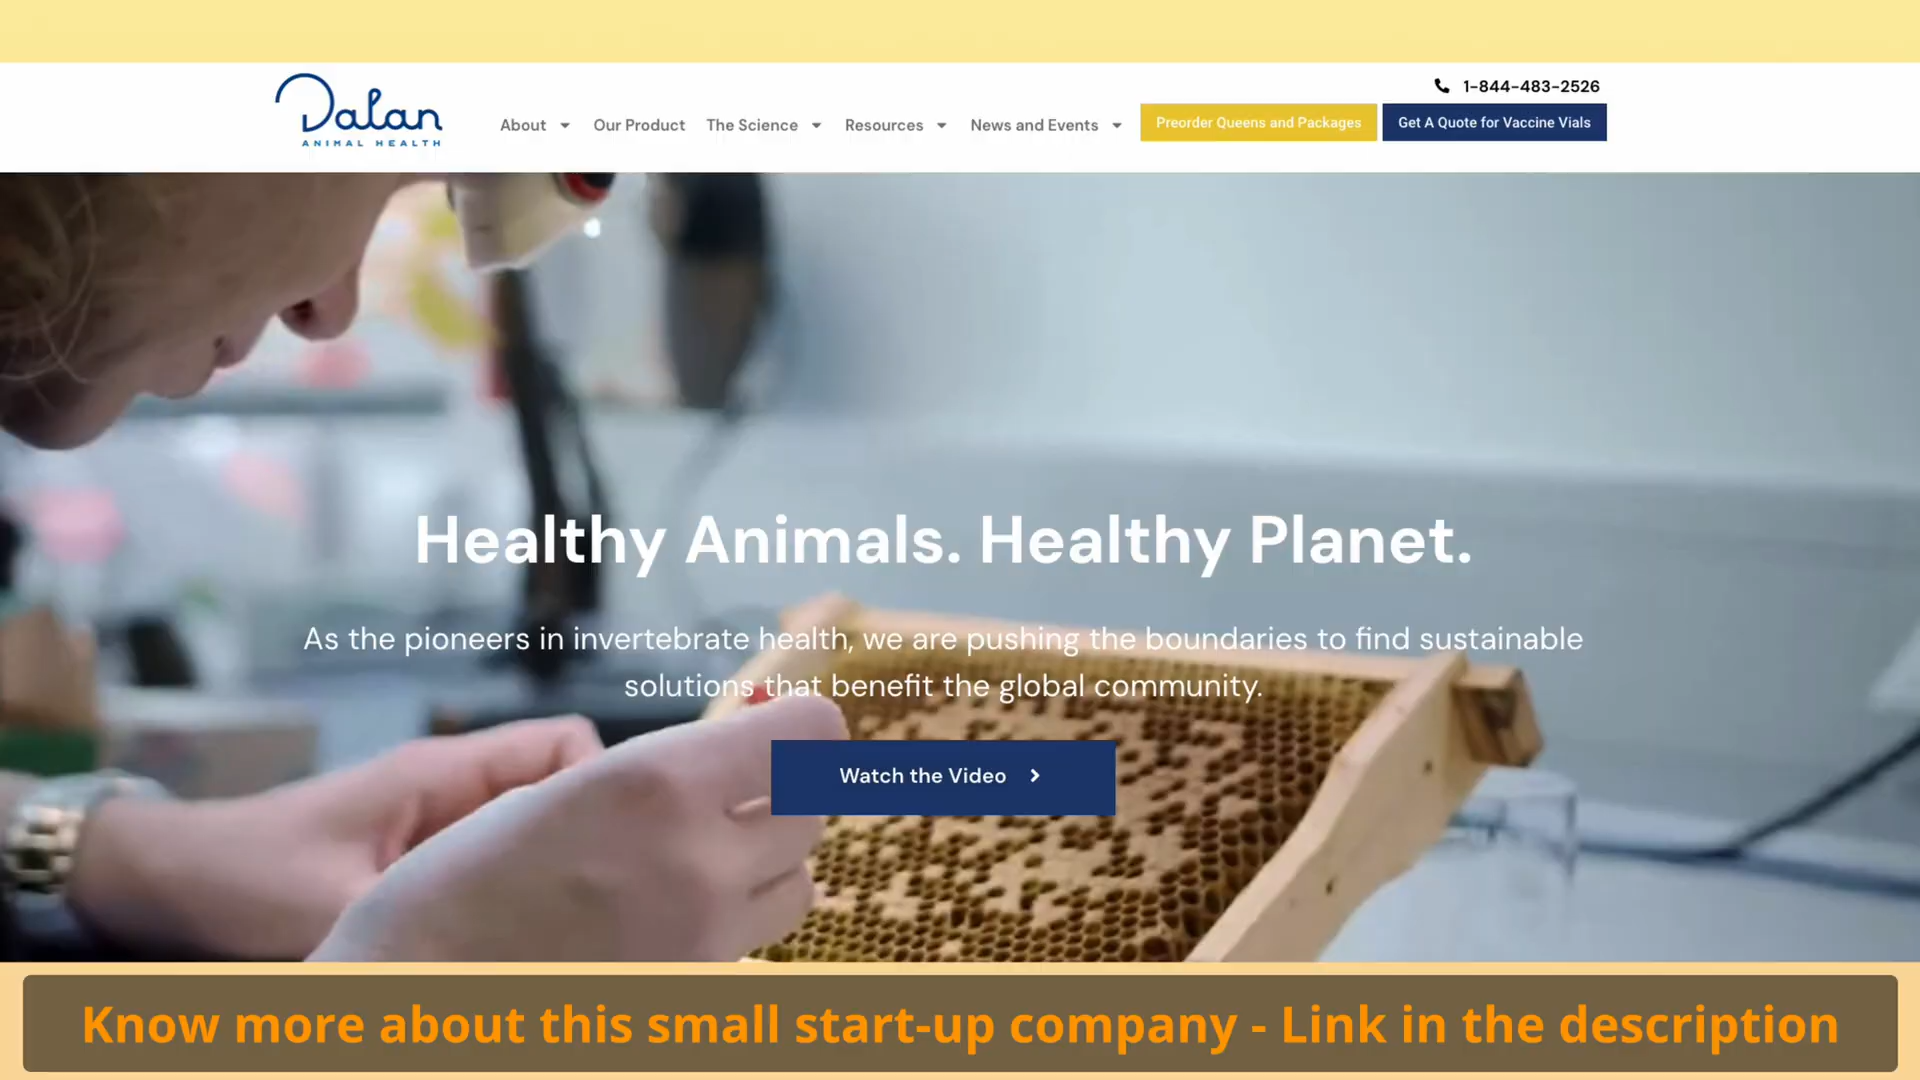 1-844-483-2526
Dalan
ANIMAL HEALTH
About
Our Product
The Science
Resources
News and Events
Preorder Queens and Packages
Get A Quote for Vaccine Vials
Healthy Animals. Healthy Planet.
As the pioneers in invertebrate health, we are pushing the boundaries to find sustainable
solutions that benefit the global community.
Watch the Video
Know more about this small start-up company - Link in the description